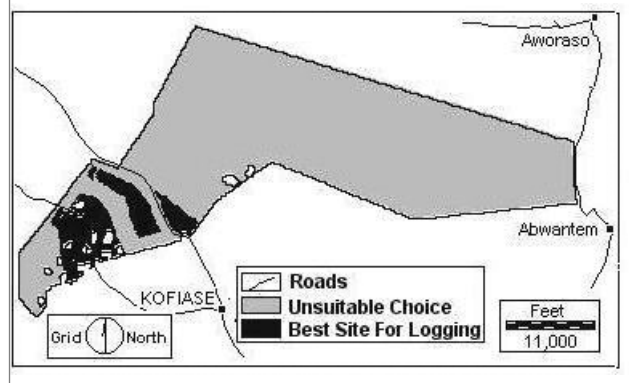 Aworaso
Abwantem
KOFIASE
Roads
Unsuitable Choice
Best Site For Logging
Grid North
Feet
11,000